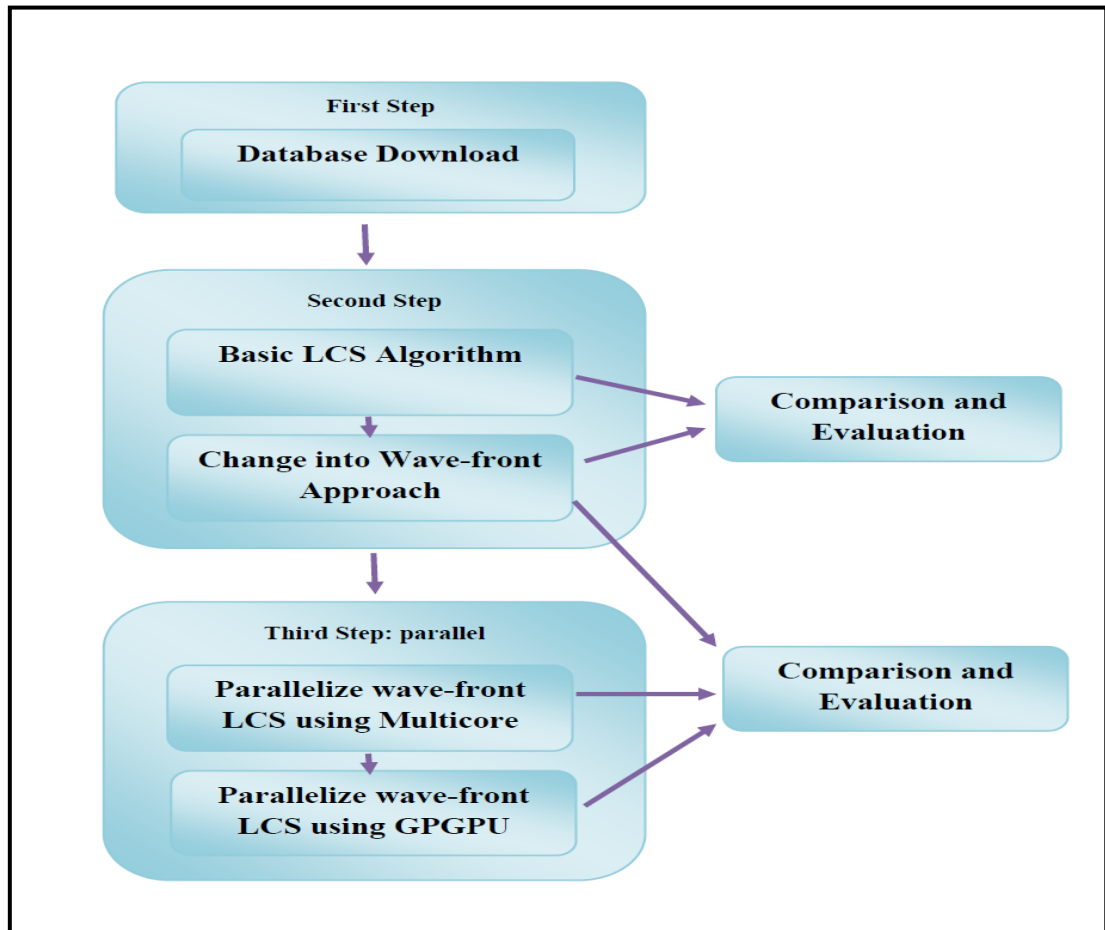 First Step
Database Download
Second Step
Basic LCS Algorithm
Change into Wave-front
Approach
Comparison and
Evaluation
Third Step: parallel
Parallelize wave-front
LCS using Multicore
Parallelize wave-front
LCS using GPGPU
Comparison and
Evaluation